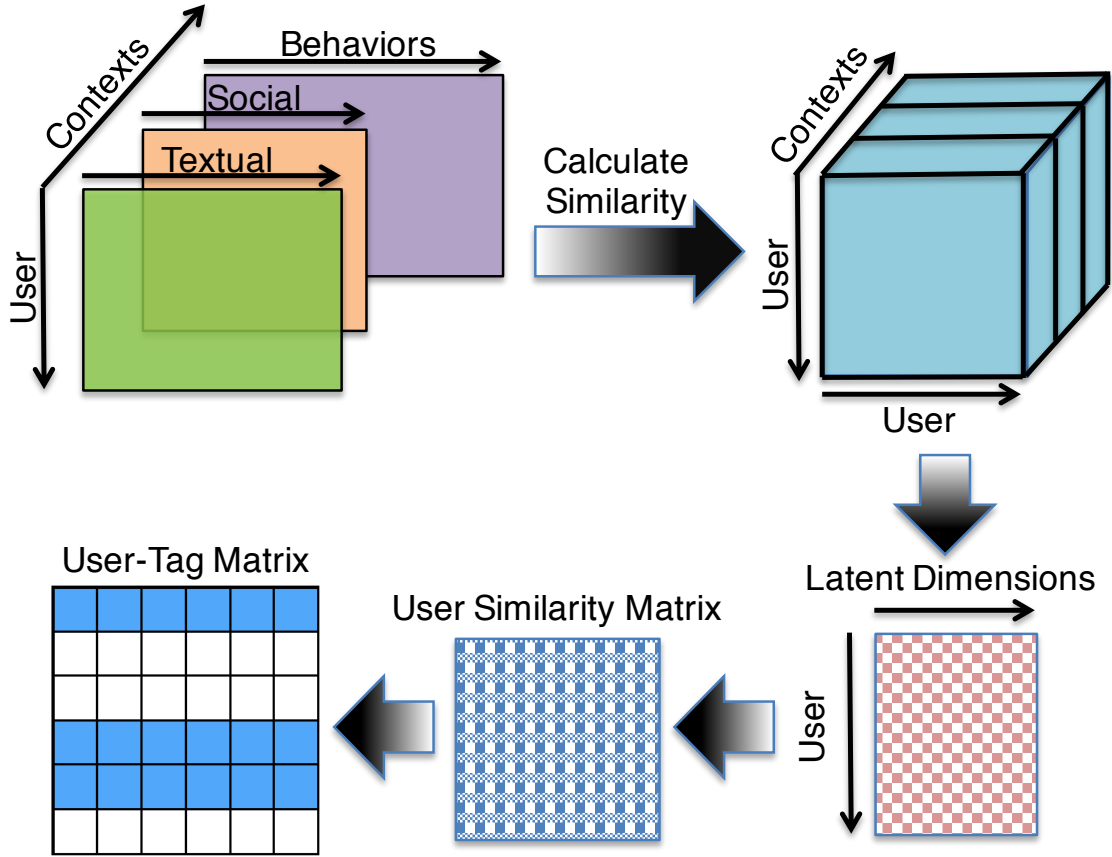 Contexts
Behaviors
Social
Textual
User
Calculate
Similarity
Contexts
User
User
Latent Dimensions
User
User Similarity Matrix
User-Tag Matrix